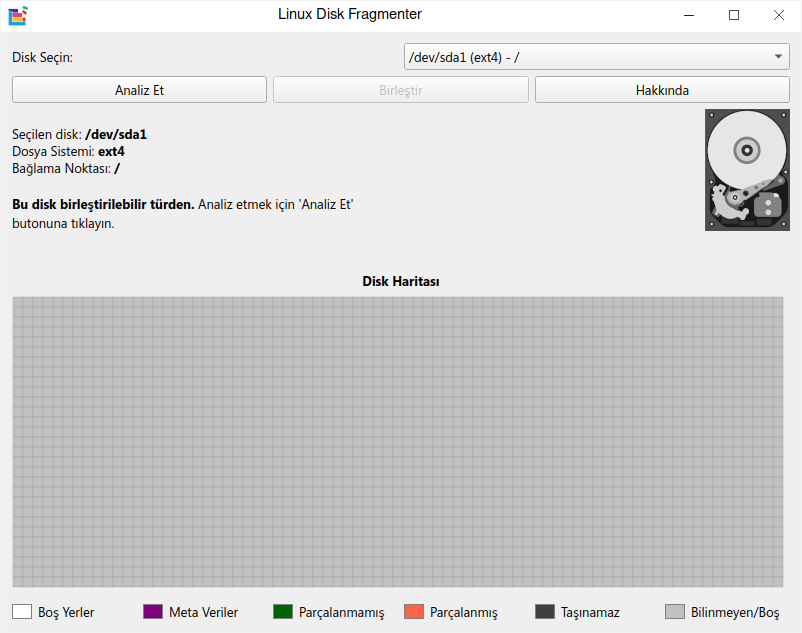 Linux Disk Fragmenter
Disk Seçin:
/dev/sda1 (ext4) - /
Analiz Et
Birleştir
Hakkında
Seçilen disk: /dev/sda1
Dosya Sistemi: ext4
Bağlama Noktası: /
Bu disk birleştirilebilir türden. Analiz etmek için 'Analiz Et'
butonuna tıklayın.
Disk Haritası
Boş Yerler
Meta Veriler
Parçalanmamış
Parçalanmış
Taşınamaz
Bilinmeyen/Boş